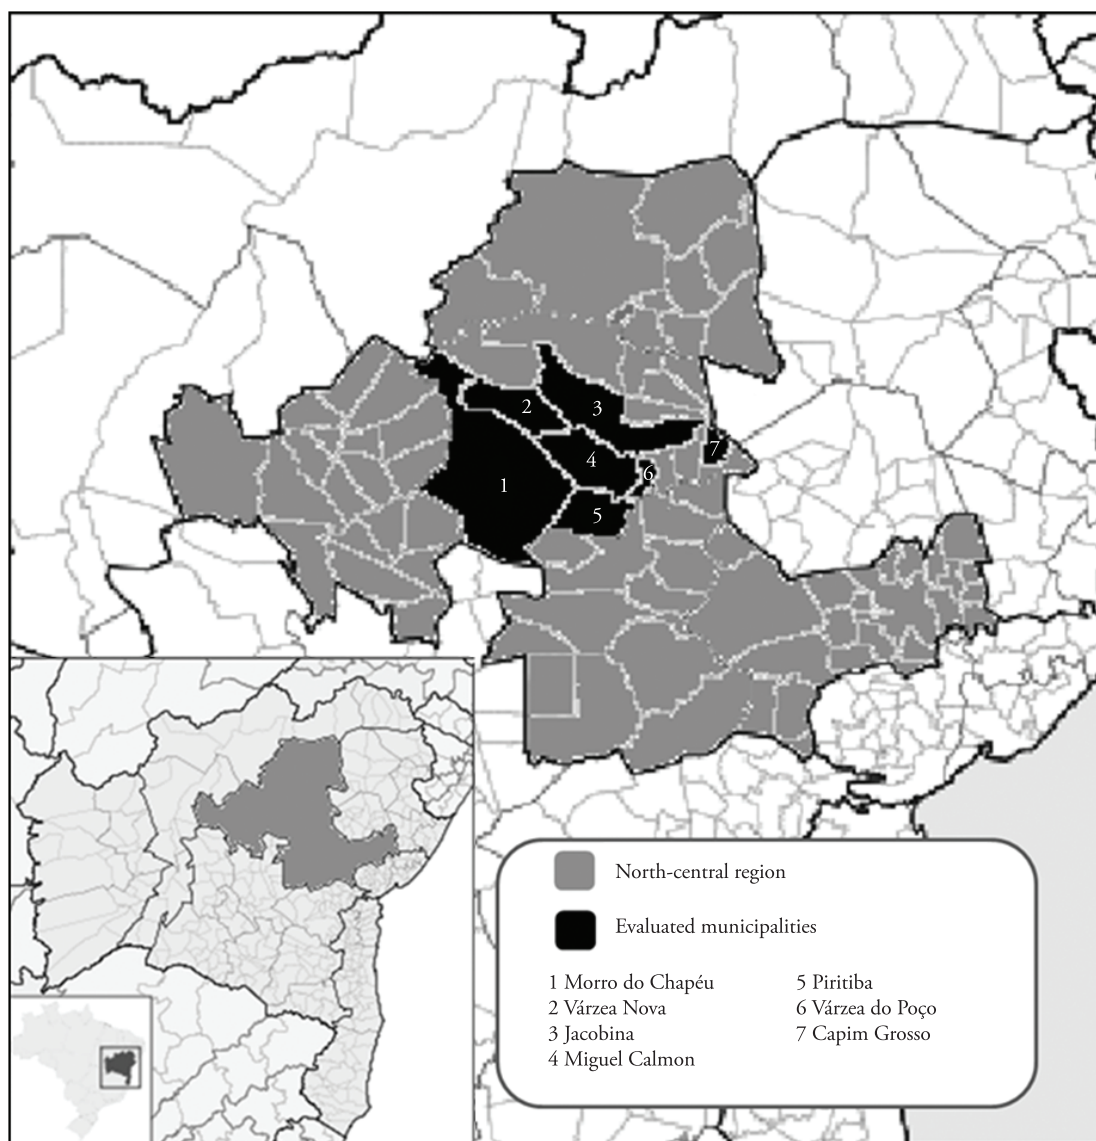 2
3
7
4
6
1
5
North-central region
Evaluated municipalities
1 Morro do Chapéu
2 Várzea Nova
3 Jacobina
4 Miguel Calmon
5 Piritiba
6 Várzea do Poço
7 Capim Grosso